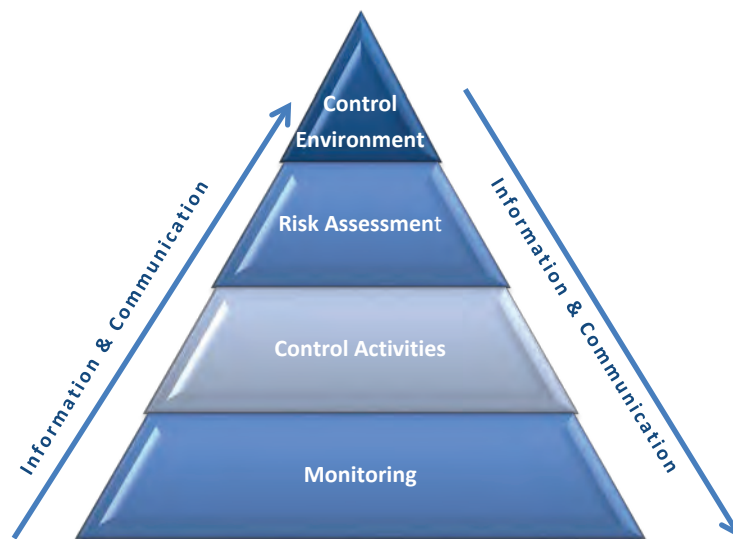 Control
Environment
Risk Assessment
Control Activities
Monitoring
Information & Communication
Information & Communication